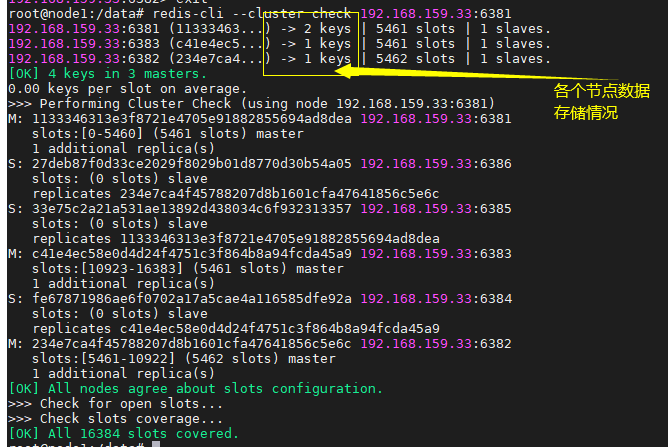 root@node1:/data# redis-cli --cluster check 192.168.159.33:6381
192.168.159.33:6381 (11333463...) -> 2 keys | 5461 slots | 1 slaves.
192.168.159.33:6383 (c41e4ec5...) -> 1 keys | 5461 slots | 1 slaves.
192.168.159.33:6382 (234e7ca4...) -> 1 keys | 5462 slots | 1 slaves.
[OK] 4 keys in 3 masters.
0.00 keys per slot on average.
>>> Performing Cluster Check (using node 192.168.159.33:6381)
M: 1133346313e3f8721e4705e91882855694ad8dea 192.168.159.33:6381
slots:[0-5460] (5461 slots) master
1 additional replica(s)
S: 27deb87f0d33ce2029f8029b01d8770d30b54a05 192.168.159.33:6386
slots: (0 slots) slave
replicates 234e7ca4f45788207d8b1601cfa47641856c5e6c
S: 33e75c2a21a531ae13892d438034c6f932313357 192.168.159.33:6385
slots: (0 slots) slave
replicates 1133346313e3f8721e4705e91882855694ad8dea
M: c41e4ec58e0d4d24f4751c3f864b8a94fcda45a9 192.168.159.33:6383
slots:[10923-16383] (5461 slots) master
1 additional replica(s)
S: fe67871986ae6f0702a17a5cae4a116585dfe92a 192.168.159.33:6384
slots: (0 slots) slave
replicates c41e4ec58e0d4d24f4751c3f864b8a94fcda45a9
M: 234e7ca4f45788207d8b1601cfa47641856c5e6c 192.168.159.33:6382
slots:[5461-10922] (5462 slots) master
1 additional replica(s)
[OK] All nodes agree about slots configuration.
>>> Check for open slots...
>>> Check slots coverage...
[OK] All 16384 slots covered.
root@node1:/data#
各个节点数据
存储情况